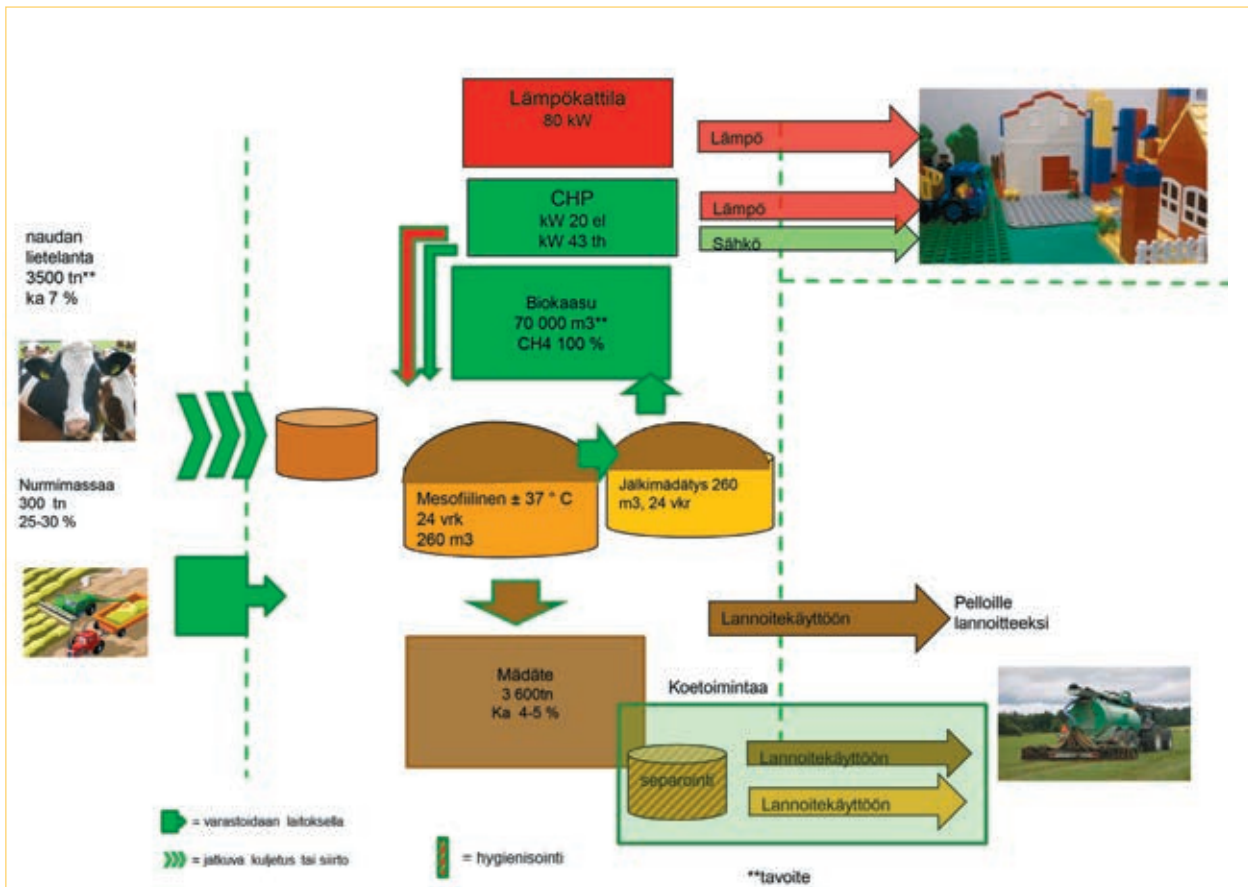 Lämpökattila
80 kW
Lämpö
CHP
kW 20 el
kW 43 th
Lämpö
Sähkö
naudan
lietelanta
3500 tn**
ka 7 %
Biokaasu
70 000 m3**
CH4 100 %
Nurmimassaa
300 tn
25-30 %
Mesofiilinen ± 37 ° C
24 vrk
260 m3
Jälkimädätys 260
m3, 24 vkr
Lannoitekäyttöön
Pelloille
lannoitteeksi
Mädäte
3 600tn
Ka 4-5 %
Koetoimintaa
separointi
Lannoitekäyttöön
Lannoitekäyttöön
= varastoidaan laitoksella
= jatkuva kuljetus tai siirto
= hygienisointi
**tavoite